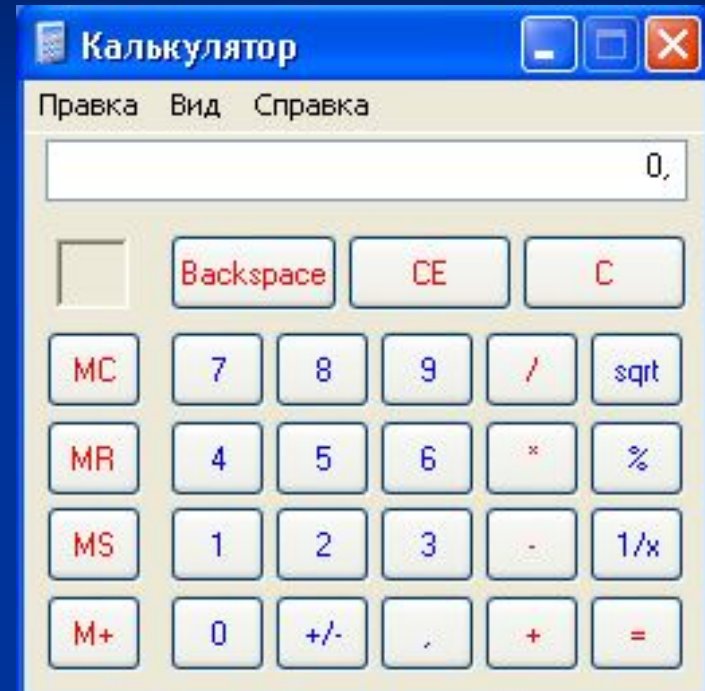 Калькулятор
Правка Вид Справка
0,
Backspace CE C
MC 7 8 9 / sqrt
MR 4 5 6 * %
MS 1 2 3 - 1/x
M+ 0 +/- , + =